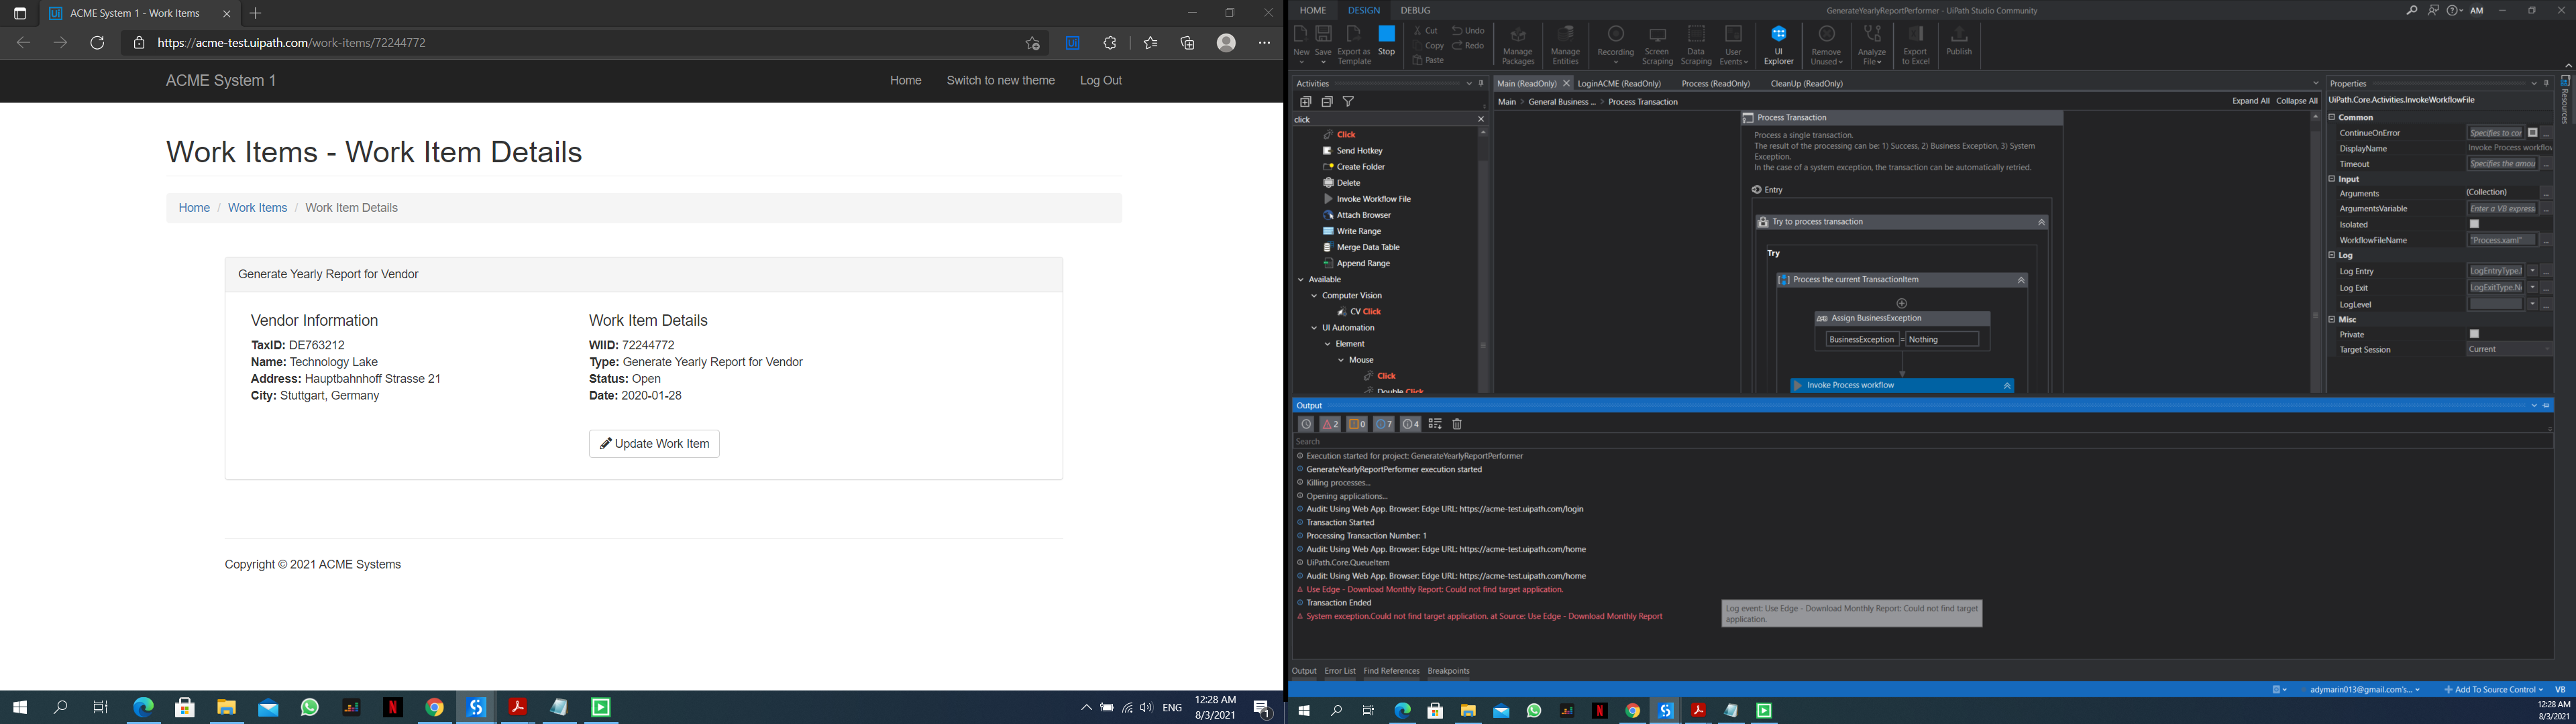 ACME System 1 - Work Items
https://acme-test.uipath.com/work-items/72244772
ACME System 1
Home
Switch to new theme
Log Out
Work Items - Work Item Details
Home / Work Items / Work Item Details
Generate Yearly Report for Vendor
Vendor Information
TaxID: DE763212
Name: Technology Lake
Address: Hauptbahnhoff Strasse 21
City: Stuttgart, Germany
Work Item Details
WIID: 72244772
Type: Generate Yearly Report for Vendor
Status: Open
Date: 2020-01-28
Update Work Item
Copyright © 2021 ACME Systems
ENG
12:28 AM
8/3/2021
1
HOME
DESIGN
DEBUG
GenerateYearlyReportPerformer - UiPath Studio Community
AM
New
Save
Export as Template
Stop
Cut
Copy
Paste
Undo
Redo
Manage Packages
Manage Entities
Recording
Screen Scraping
Data Scraping
User Events
UI Explorer
Remove Unused
Analyze File
Export to Excel
Publish
Activities
click
Click
Send Hotkey
Create Folder
Delete
Invoke Workflow File
Attach Browser
Write Range
Merge Data Table
Append Range
Available
Computer Vision
CV Click
UI Automation
Element
Mouse
Click
Double Click
Main (ReadOnly)
LoginACME (ReadOnly)
Process (ReadOnly)
CleanUp (ReadOnly)
Main > General Business ... > Process Transaction
Expand All
Collapse All
Process Transaction
Process a single transaction.
The result of the processing can be: 1) Success, 2) Business Exception, 3) System
Exception.
In the case of a system exception, the transaction can be automatically retried.
Entry
Try to process transaction
Try
Process the current TransactionItem
Assign BusinessException
BusinessException = Nothing
Invoke Process workflow
Properties
UiPath.Core.Activities.InvokeWorkflowFile
Common
ContinueOnError Specifies to cor
DisplayName Invoke Process workflov
Timeout Specifies the amou
Input
Arguments (Collection)
ArgumentsVariable Enter a VB express
Isolated
WorkflowFileName "Process.xaml"
Log
Log Entry LogEntryType.I
Log Exit LogExitType.N
LogLevel
Misc
Private
Target Session Current
Resources
Output
2
0
7
4
Search
Execution started for project: GenerateYearlyReportPerformer
GenerateYearlyReportPerformer execution started
Killing processes...
Opening applications...
Audit: Using Web App. Browser: Edge URL: https://acme-test.uipath.com/login
Transaction Started
Processing Transaction Number: 1
Audit: Using Web App. Browser: Edge URL: https://acme-test.uipath.com/home
UiPath.Core.QueueItem
Audit: Using Web App. Browser: Edge URL: https://acme-test.uipath.com/home
Use Edge - Download Monthly Report: Could not find target application.
Transaction Ended
System exception.Could not find target application. at Source: Use Edge - Download Monthly Report
Log event: Use Edge - Download Monthly Report: Could not find target
application.
Output
Error List
Find References
Breakpoints
adymarin013@gmail.com's...
Add To Source Control
VB
12:28 AM
8/3/2021